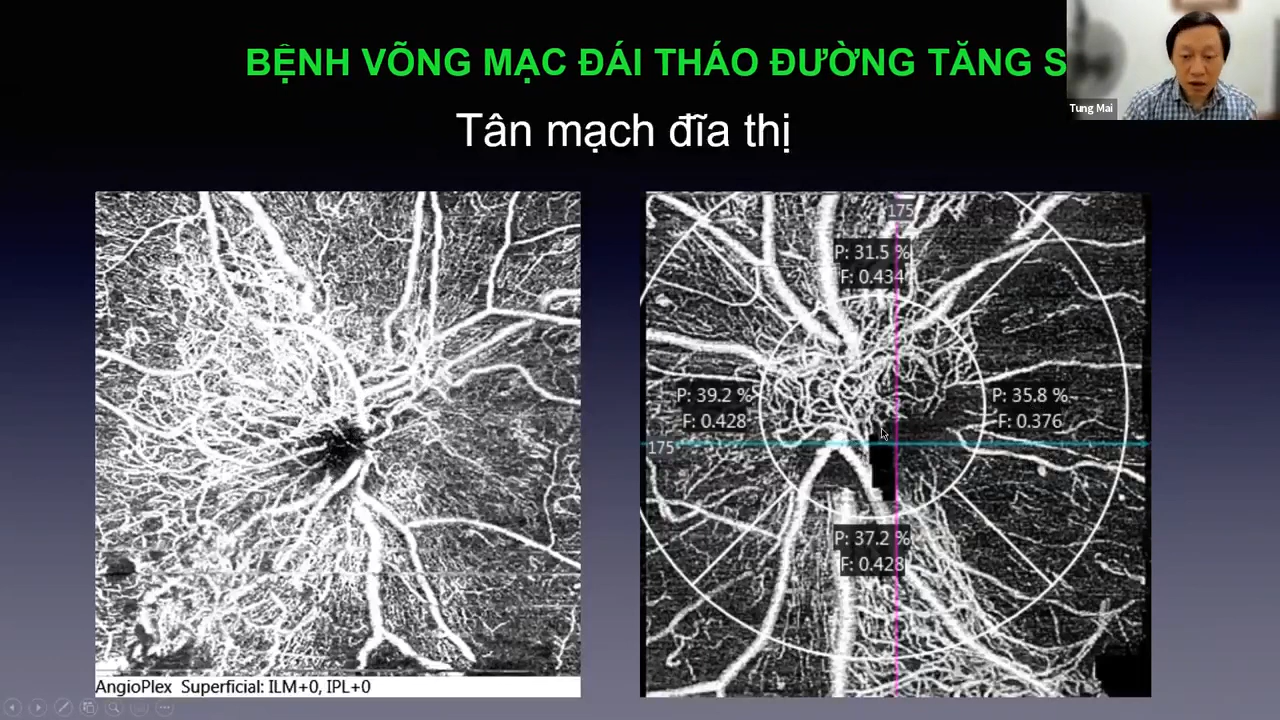 BỆNH VÕNG MẠC ĐÁI THÁO ĐƯỜNG TĂNG S
Tung Mai
Tân mạch đĩa thị
175
P: 31.5 %
F: 0.434
P: 39.2 %
F: 0.428
P: 35.8 %
F: 0.376
175
P: 37.2 %
F: 0.428
AngioPlex Superficial: ILM+0, IPL+0